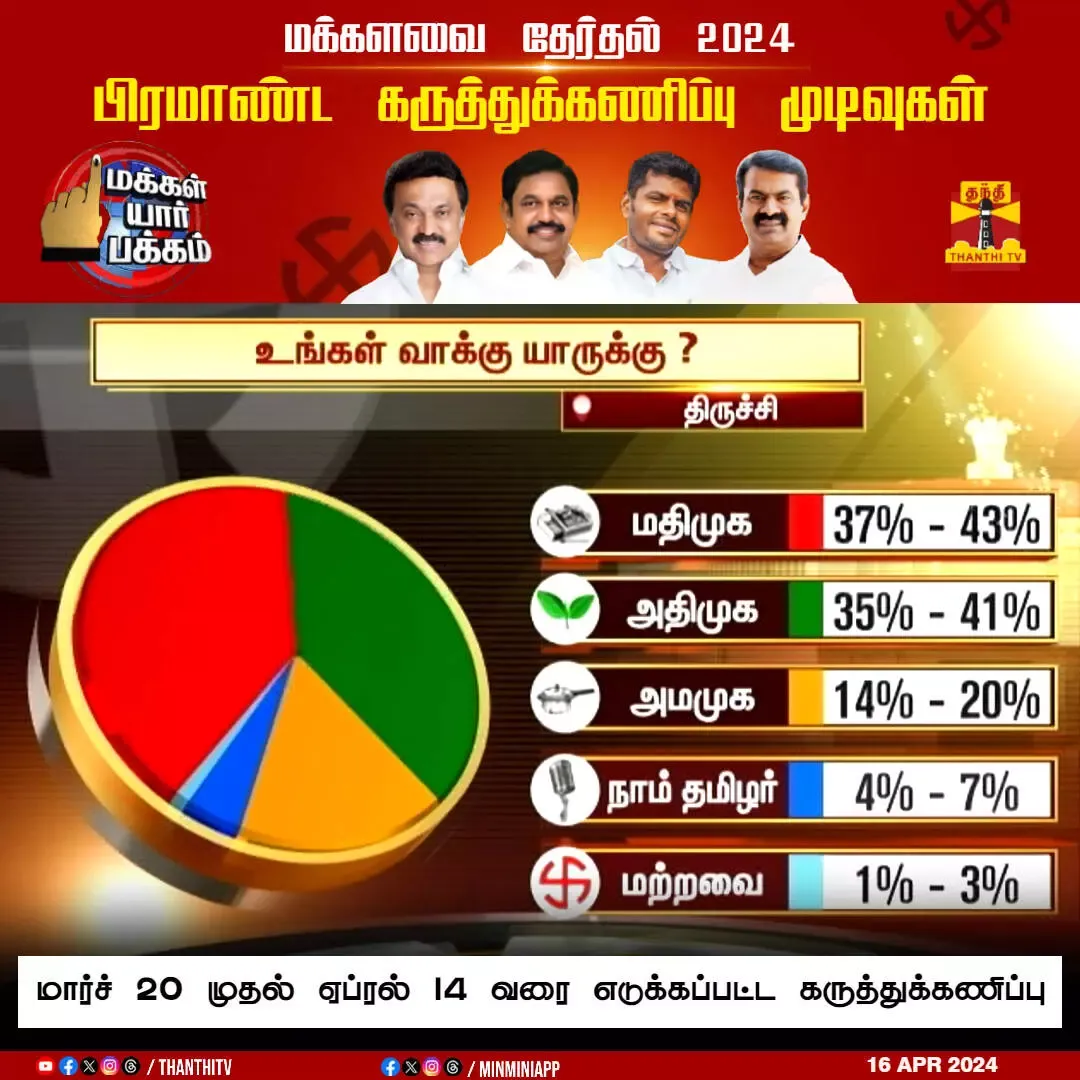 மக்களவை தேர்தல் 2024
பிரமாண்ட கருத்துக்கணிப்பு முடிவுகள்
மக்கள்
யார்
பக்கம்
தந்தி
THANTHI TV
உங்கள் வாக்கு யாருக்கு ?
திருச்சி
மதிமுக 37% - 43%
அதிமுக 35% - 41%
அமமுக 14% - 20%
நாம் தமிழர் 4% - 7%
மற்றவை 1% - 3%
மார்ச் 20 முதல் ஏப்ரல் 14 வரை எடுக்கப்பட்ட கருத்துக்கணிப்பு
/ THANTHITV / MINMINIAPP 16 APR 2024